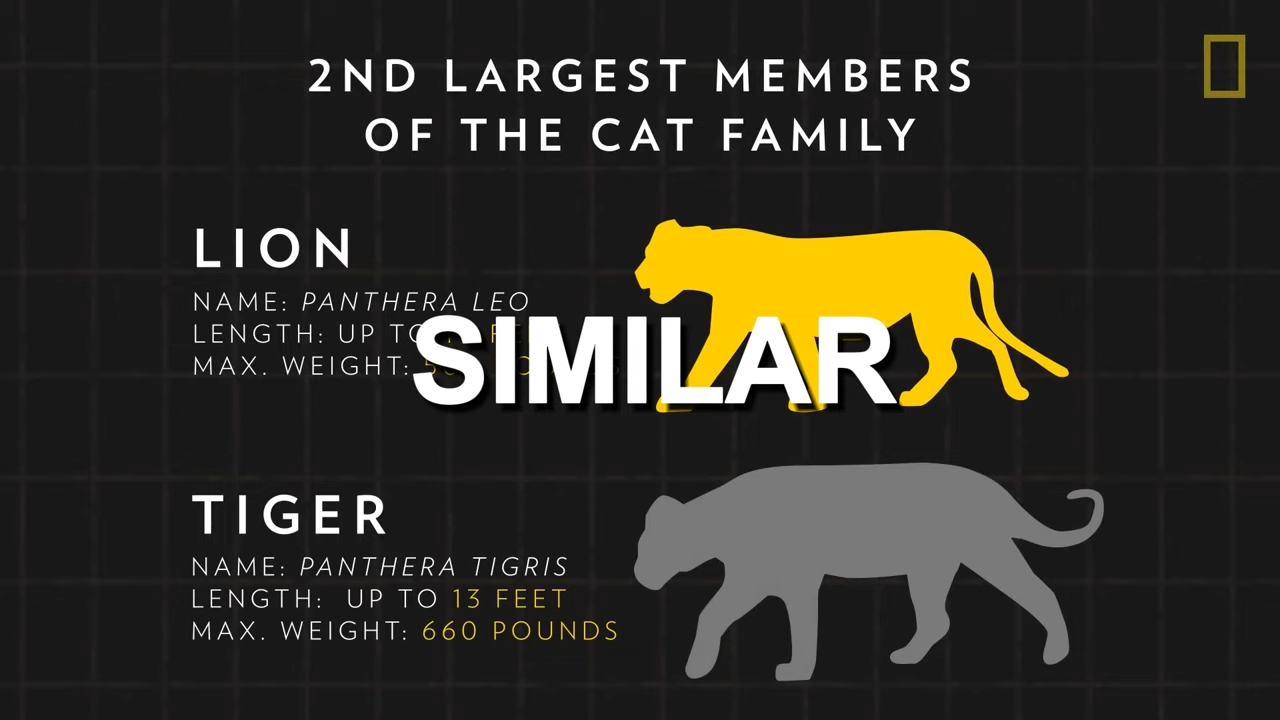 2ND LARGEST MEMBERS
OF THE CAT FAMILY
LION
NAME: PANTHERA LEO
LENGTH: UP TO
MAX. WEIGHT:
SIMILAR
TIGER
NAME: PANTHERA TIGRIS
LENGTH: UP TO 13 FEET
MAX. WEIGHT: 660 POUNDS